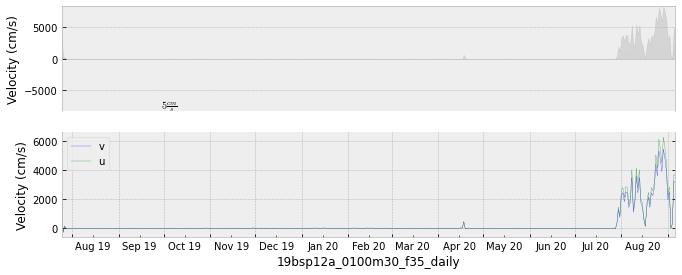 Velocity (cm/s)
5000
0
−5000
5 cm/s
Velocity (cm/s)
6000
4000
2000
0
v
u
Aug 19 Sep 19 Oct 19 Nov 19 Dec 19 Jan 20 Feb 20 Mar 20 Apr 20 May 20 Jun 20 Jul 20 Aug 20
19bsp12a_0100m30_f35_daily